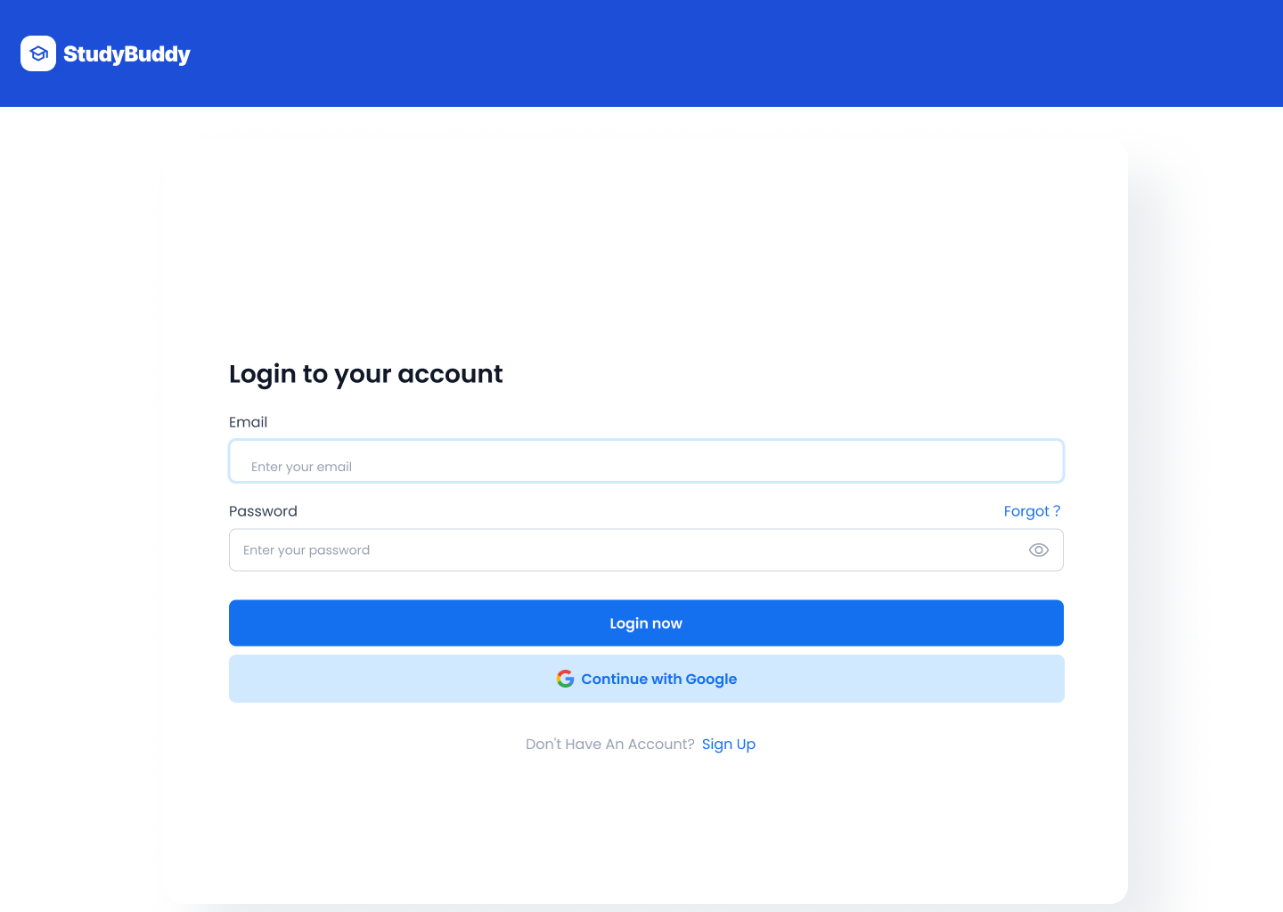 StudyBuddy
Login to your account
Email
Enter your email
Password Forgot ?
Enter your password
Login now
Continue with Google
Don't Have An Account? Sign Up